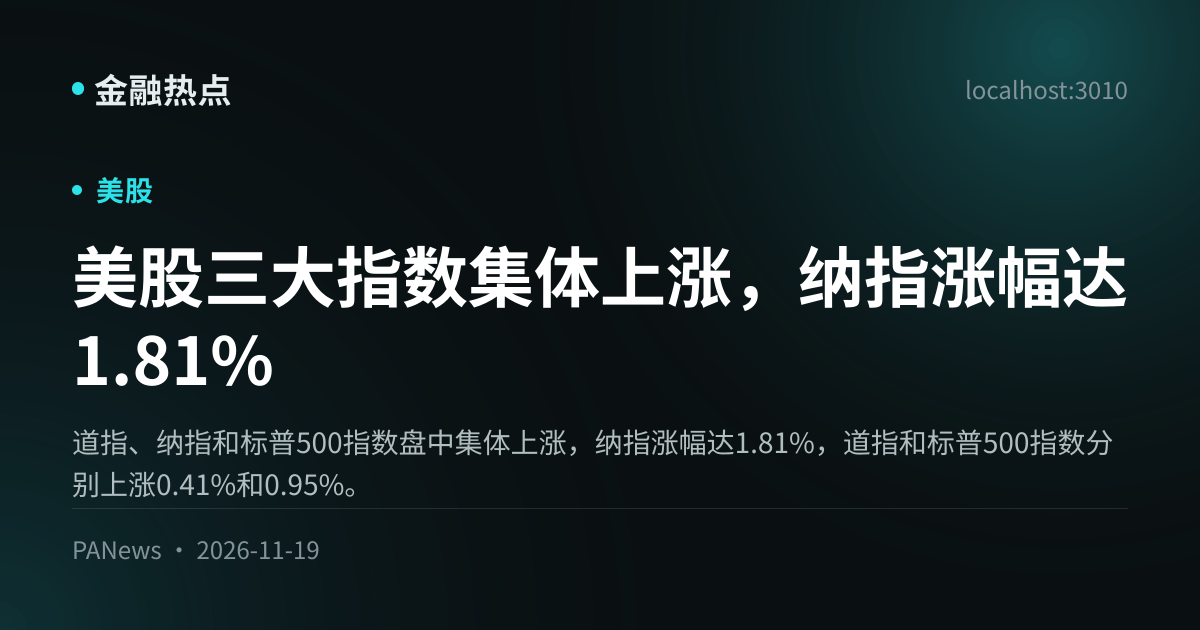 金融热点
localhost:3010
美股
美股三大指数集体上涨，纳指涨幅达
1.81%
道指、纳指和标普500指数盘中集体上涨，纳指涨幅达1.81%，道指和标普500指数分
别上涨0.41%和0.95%。
PANews • 2026-11-19